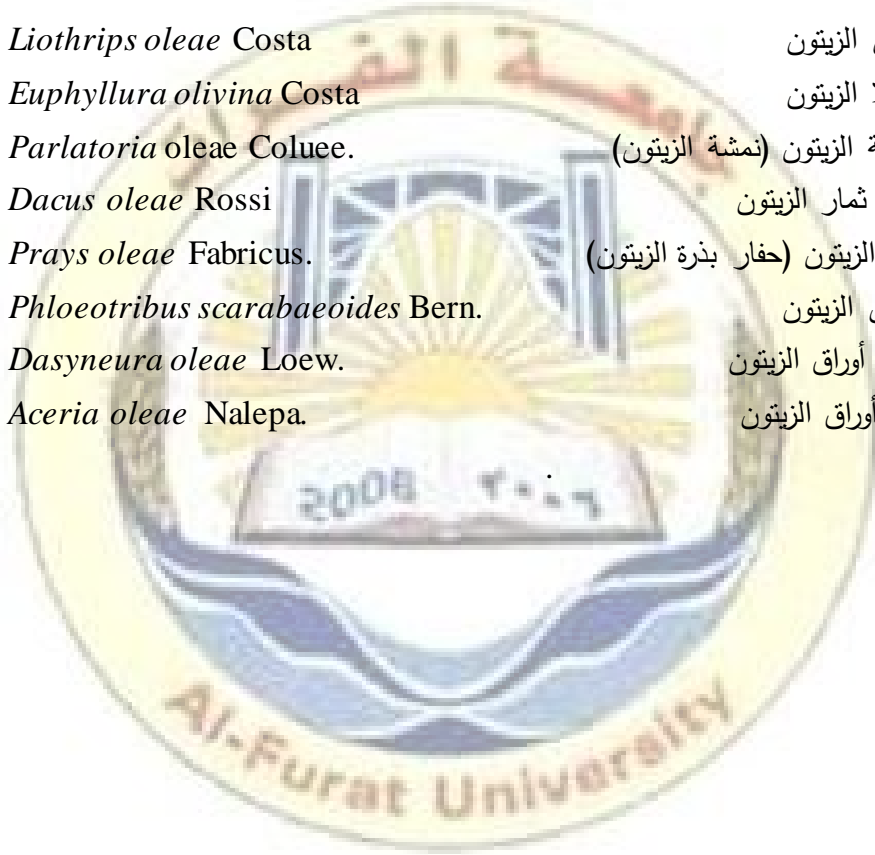 Liothrips oleae Costa الزيتون
Euphyllura olivina Costa الزيتون
Parlatoria oleae Coluee. الزيتون (نمشة الزيتون)
Dacus oleae Rossi ثمار الزيتون
Prays oleae Fabricus. الزيتون (حفار بذرة الزيتون)
Phloeotribus scarabaeoides Bern. الزيتون
Dasyneura oleae Loew. أوراق الزيتون
Aceria oleae Nalepa. أوراق الزيتون
.
جامعة الفرات
2006 ٢٠٠٦
Al-Furat University